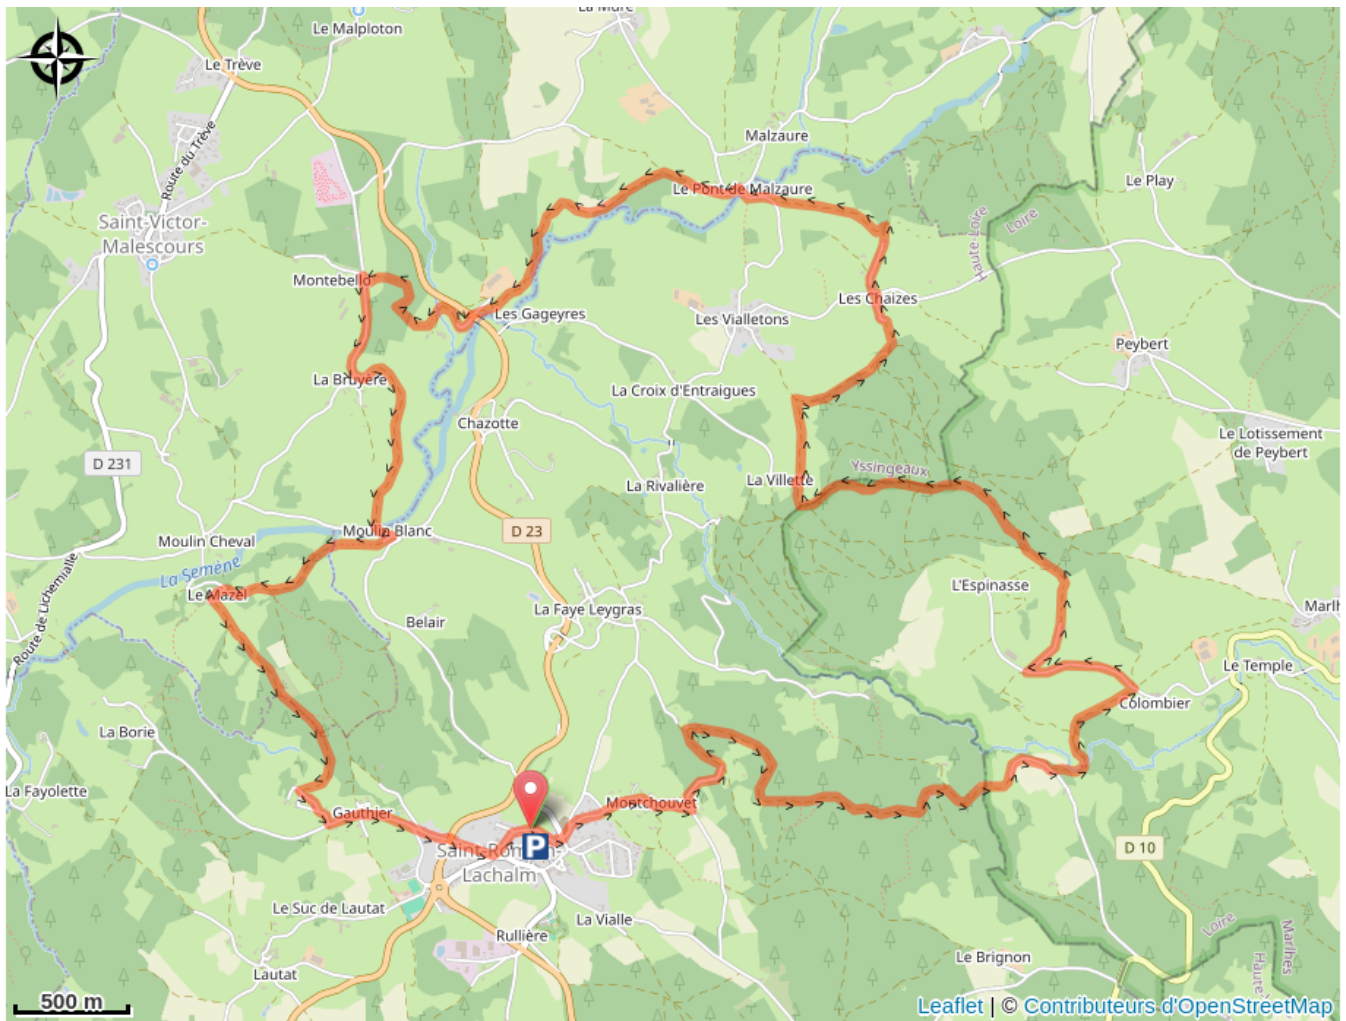 La Mure
Le Malploton
Le Trève
Malzaure
Route du Trève
Le Play
Le Pont de Malzaure
Saint-Victor-
Malescours
Haute-Loire
Loire
Montebello
Les Chaizes
Les Gageyres
Les Vialletons
Peybert
La Bruyère
La Croix d'Entraigues
Chazotte
Le Lotissement
de Peybert
D 231
Yssingeaux
La Villette
La Rivalière
D 23
Moulin Blanc
Moulin Cheval
La Semène
L'Espinasse
Le Mazel
La Faye Leygras
Marlh
Route de Lichemialle
Belair
Le Temple
Colombier
La Borie
La Fayolette
Montchouvet
Gauthier
P
D 10
Lachalm
Le Suc de Lautat
La Vialle
Loire
Marlhes
Rullière
Le Brignon
Lautat
Haute
500 m
Leaflet | © Contributeurs d'OpenStreetMap